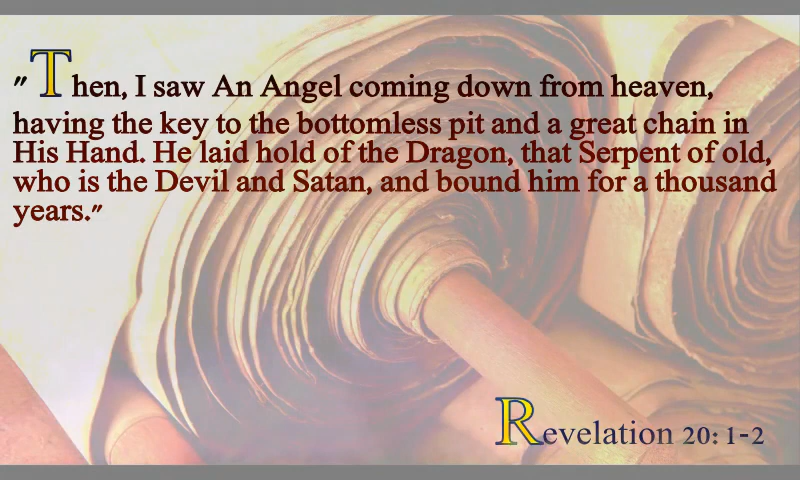 "Then, I saw An Angel coming down from heaven,
having the key to the bottomless pit and a great chain in
His Hand. He laid hold of the Dragon, that Serpent of old,
who is the Devil and Satan, and bound him for a thousand
years."
Revelation 20: 1-2